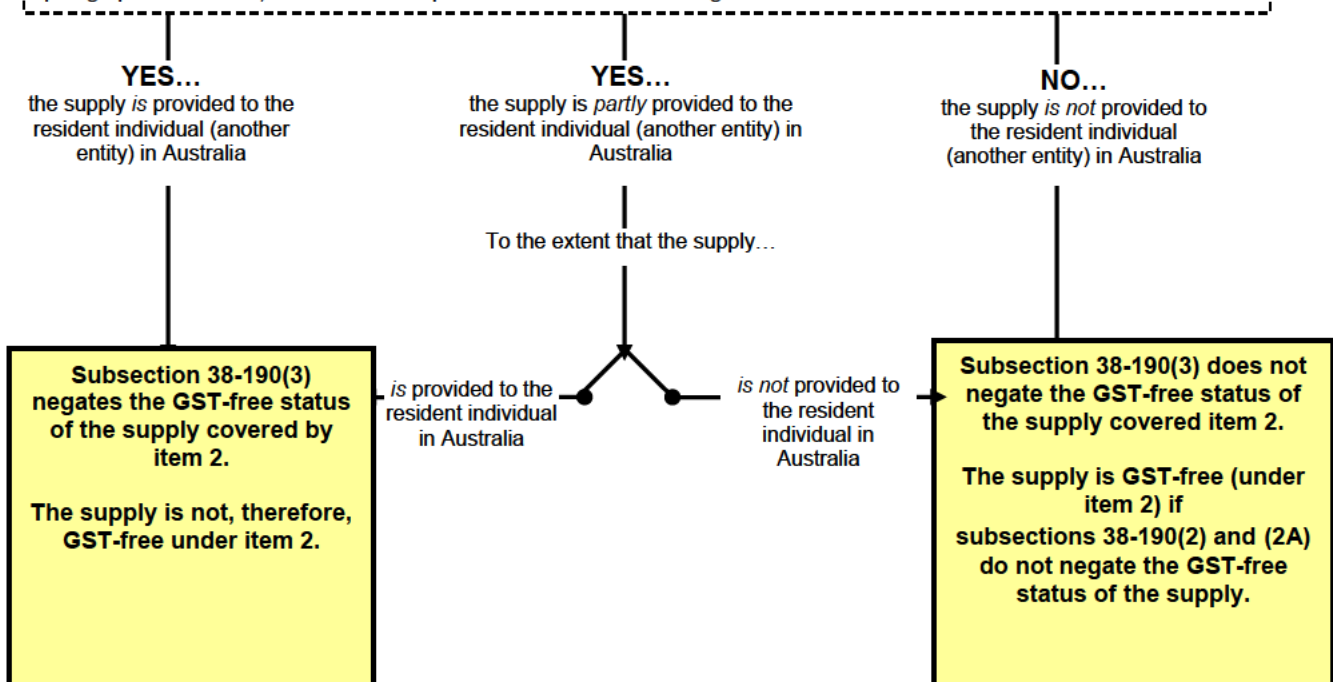 YES…
the supply is provided to the
resident individual (another
entity) in Australia
YES…
the supply is partly provided to the
resident individual (another entity) in
Australia
NO…
the supply is not provided to
the resident individual
(another entity) in Australia
To the extent that the supply…
Subsection 38-190(3)
negates the GST-free status
of the supply covered by
item 2.
The supply is not, therefore,
GST-free under item 2.
is provided to the
resident individual
in Australia
is not provided to
the resident
individual in
Australia
Subsection 38-190(3) does not
negate the GST-free status of
the supply covered item 2.
The supply is GST-free (under
item 2) if
subsections 38-190(2) and (2A)
do not negate the GST-free
status of the supply.